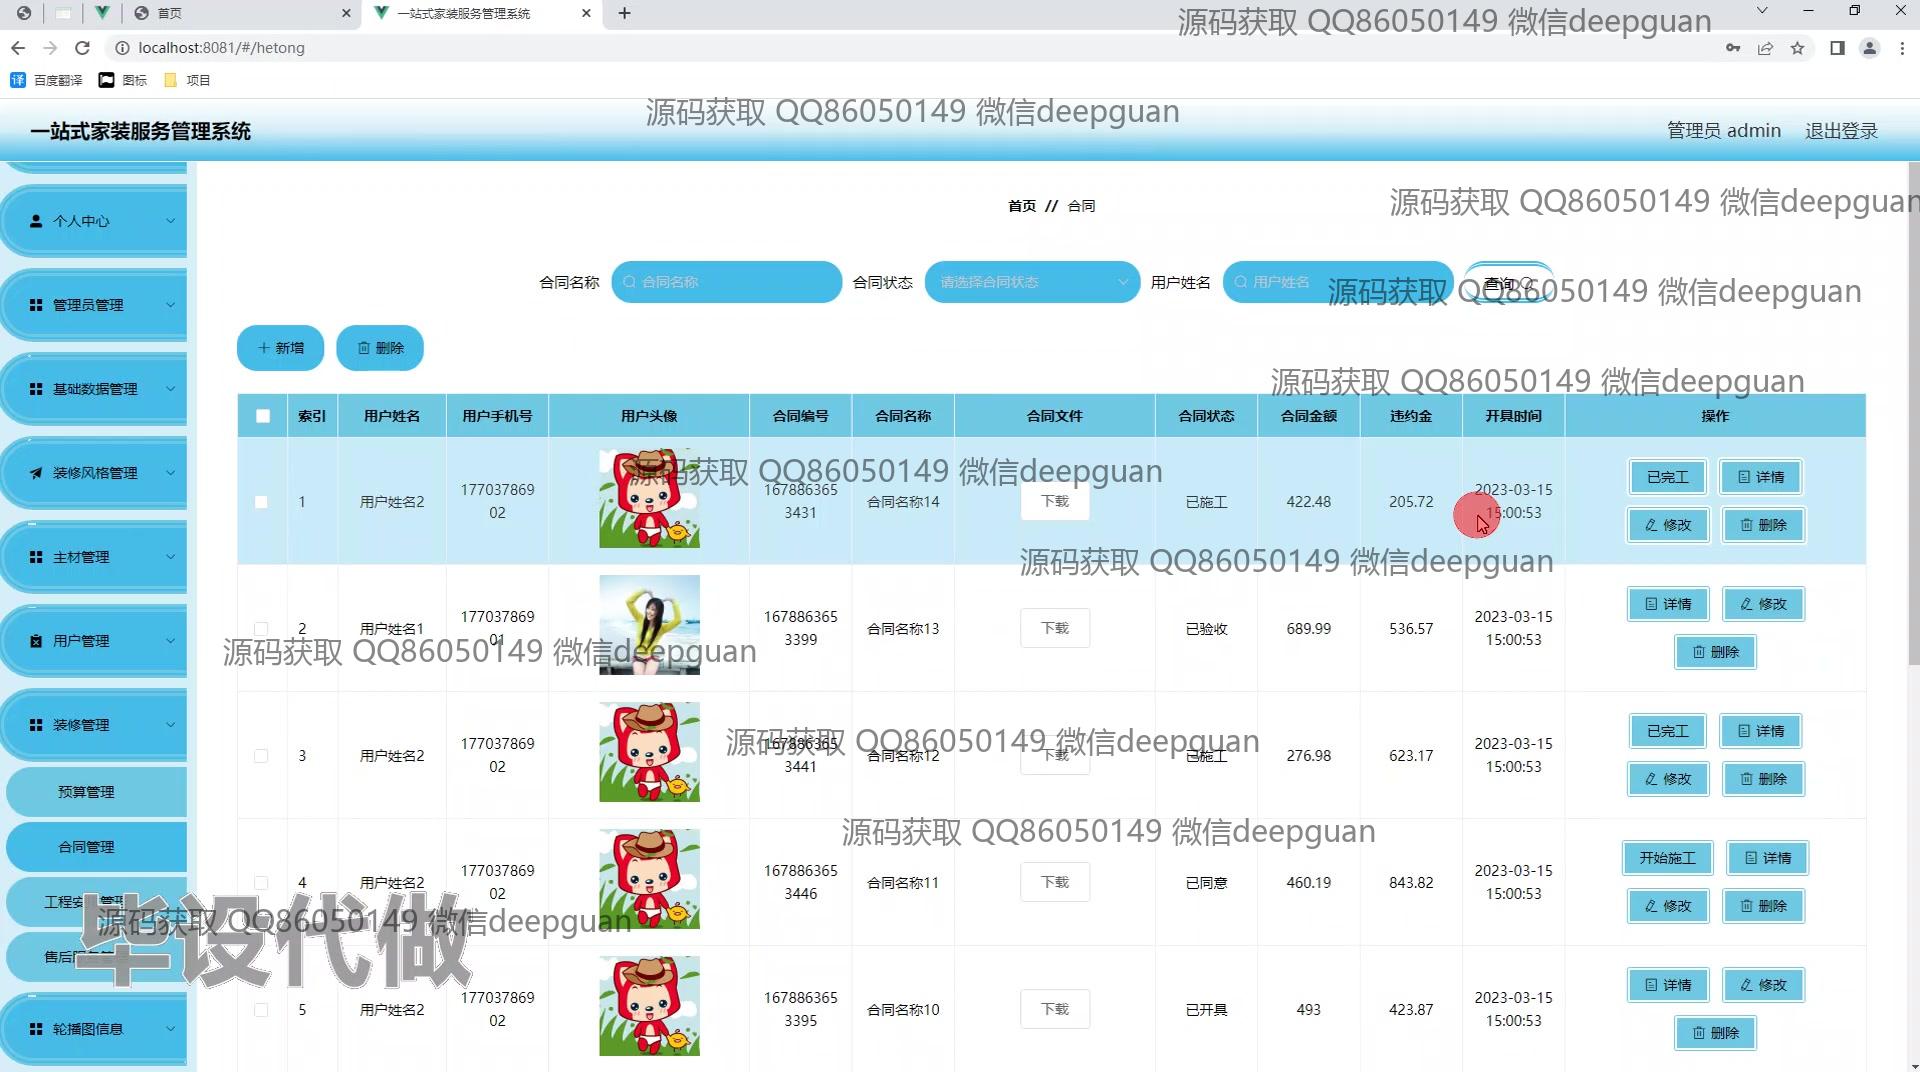 首页
一站式家装服务管理系统
localhost:8081/#/hetong
百度翻译 图标 项目
源码获取 QQ86050149 微信deepguan
一站式家装服务管理系统
源码获取 QQ86050149 微信deepguan
管理员 admin 退出登录
个人中心
管理员管理
基础数据管理
装修风格管理
主材管理
用户管理
装修管理
预算管理
合同管理
轮播图信息
首页 // 合同
源码获取 QQ86050149 微信deepguan
合同名称 合同名称 合同状态 请选择合同状态 用户姓名 用户姓名 查询
源码获取 QQ86050149 微信deepguan
新增 删除
源码获取 QQ86050149 微信deepguan
索引 用户姓名 用户手机号 用户头像 合同编号 合同名称 合同文件 合同状态 合同金额 违约金 开具时间 操作
源码获取 QQ86050149 微信deepguan
1 用户姓名2 177037869 167886365 合同名称14 下载 已施工 422.48 205.72 2023-03-15 已完工 详情
02 3431 15:00:53 修改 删除
源码获取 QQ86050149 微信deepguan
2 用户姓名1 177037869 167886365 合同名称13 下载 已验收 689.99 536.57 2023-03-15 详情 修改
01 3399 15:00:53 删除
源码获取 QQ86050149 微信deepguan
3 用户姓名2 177037869 167886365 合同名称12 下载 已施工 276.98 623.17 2023-03-15 已完工 详情
02 3441 15:00:53 修改 删除
源码获取 QQ86050149 微信deepguan
源码获取 QQ86050149 微信deepguan
4 用户姓名2 177037869 167886365 合同名称11 下载 已同意 460.19 843.82 2023-03-15 开始施工 详情
02 3446 15:00:53 修改 删除
源码获取 QQ86050149 微信deepguan
毕设代做
5 用户姓名2 177037869 167886365 合同名称10 下载 已开具 493 423.87 2023-03-15 详情 修改
02 3395 15:00:53 删除